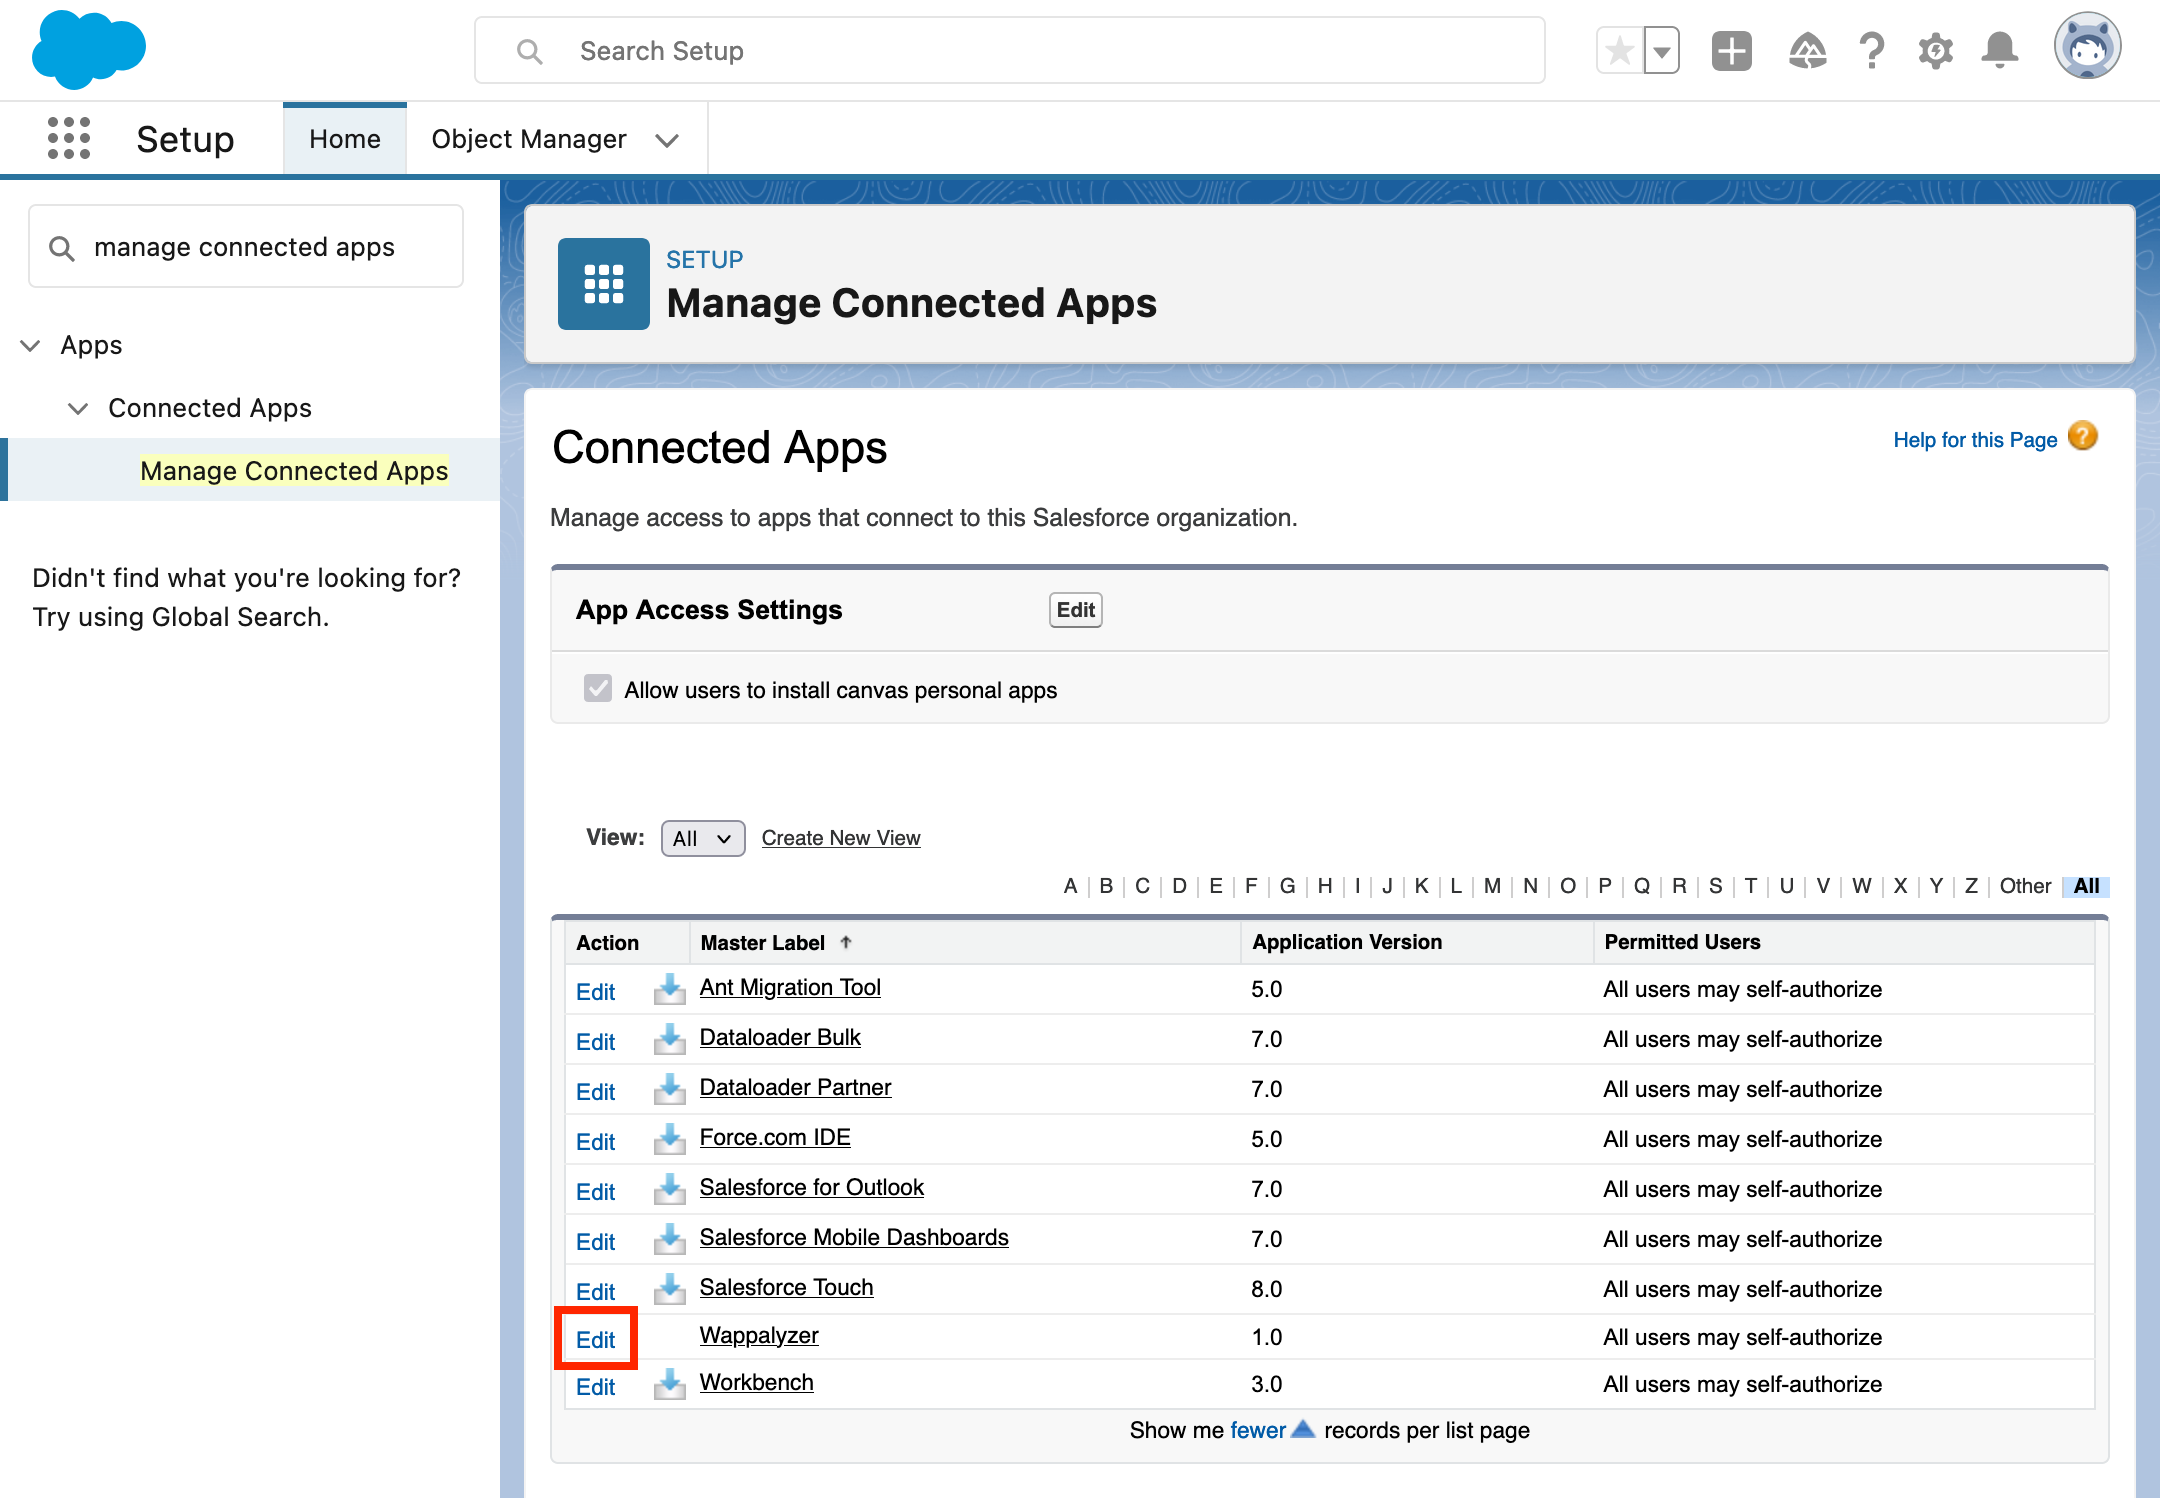 Search Setup
Setup
Home
Object Manager
manage connected apps
Apps
Connected Apps
Manage Connected Apps
Didn't find what you're looking for?
Try using Global Search.
SETUP
Manage Connected Apps
Connected Apps
Help for this Page ?
Manage access to apps that connect to this Salesforce organization.
App Access Settings Edit
Allow users to install canvas personal apps
View: All Create New View
A | B | C | D | E | F | G | H | I | J | K | L | M | N | O | P | Q | R | S | T | U | V | W | X | Y | Z | Other | All
Action Master Label ↑ Application Version Permitted Users
Edit Ant Migration Tool 5.0 All users may self-authorize
Edit Dataloader Bulk 7.0 All users may self-authorize
Edit Dataloader Partner 7.0 All users may self-authorize
Edit Force.com IDE 5.0 All users may self-authorize
Edit Salesforce for Outlook 7.0 All users may self-authorize
Edit Salesforce Mobile Dashboards 7.0 All users may self-authorize
Edit Salesforce Touch 8.0 All users may self-authorize
Edit Wappalyzer 1.0 All users may self-authorize
Edit Workbench 3.0 All users may self-authorize
Show me fewer records per list page